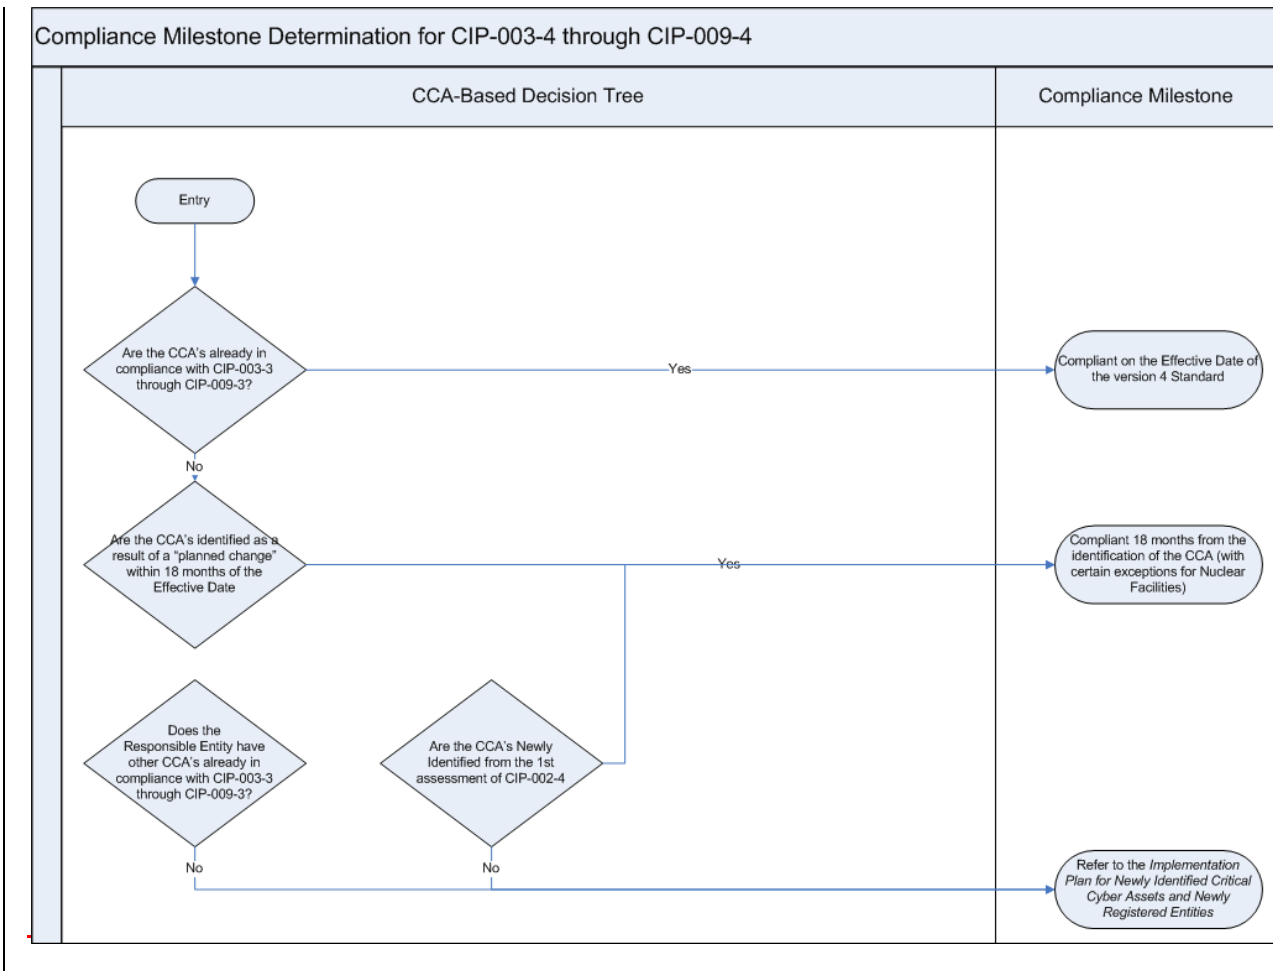 Compliance Milestone Determination for CIP-003-4 through CIP-009-4
CCA-Based Decision Tree
Compliance Milestone
Entry
Are the CCA's already in
compliance with CIP-003-3
through CIP-009-3?
Yes
Compliant on the Effective Date of
the version 4 Standard
No
Are the CCA's identified as a
result of a "planned change"
within 18 months of the
Effective Date
Yes
Compliant 18 months from the
identification of the CCA (with
certain exceptions for Nuclear
Facilities)
Does the
Responsible Entity have
other CCA's already in
compliance with CIP-003-3
through CIP-009-3?
Are the CCA's Newly
Identified from the 1st
assessment of CIP-002-4
No
No
Refer to the Implementation
Plan for Newly Identified Critical
Cyber Assets and Newly
Registered Entities